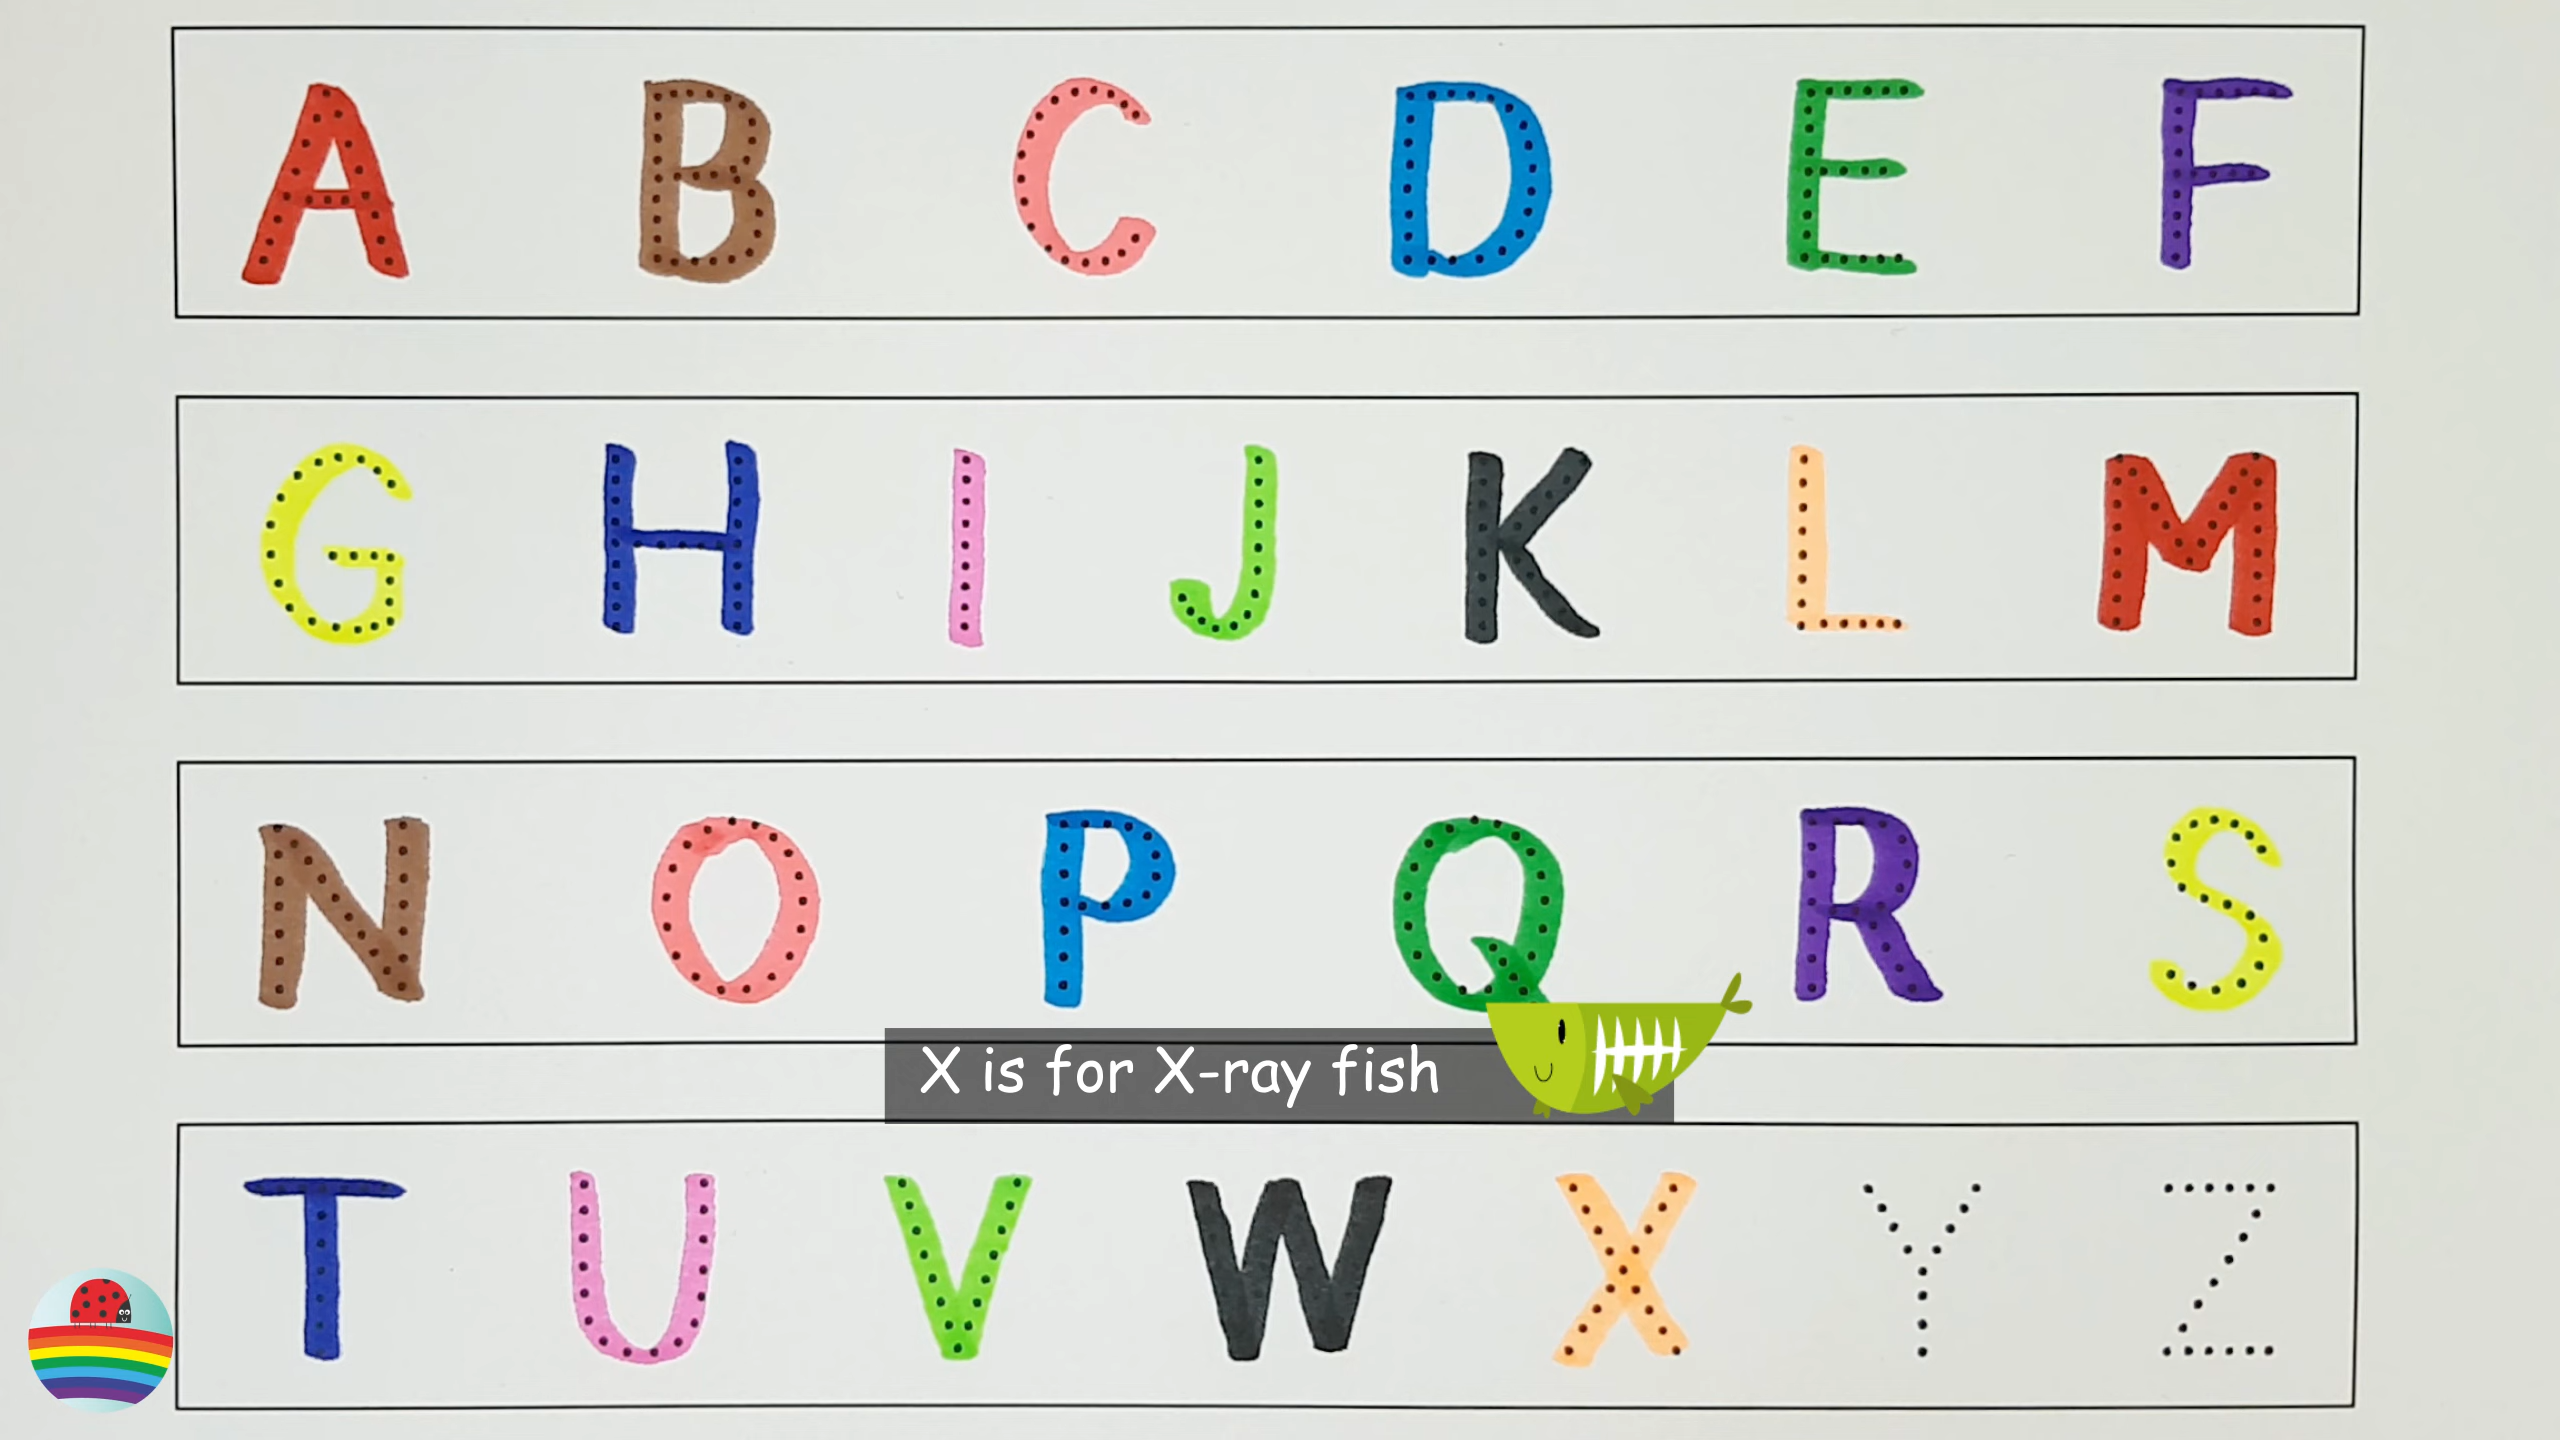 A B C D E F
G H I J K L M
N O P Q R S
X is for X-ray fish
T U V W X Y Z